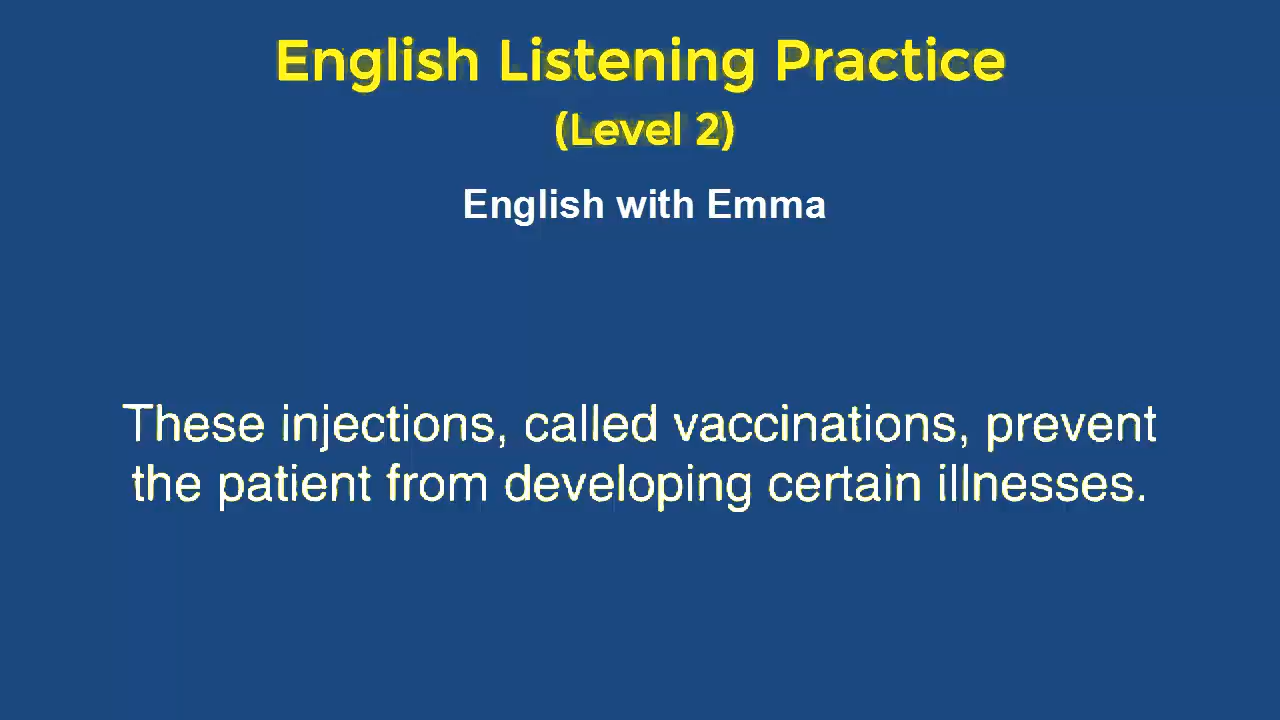 English Listening Practice
(Level 2)
English with Emma
These injections, called vaccinations, prevent
the patient from developing certain illnesses.